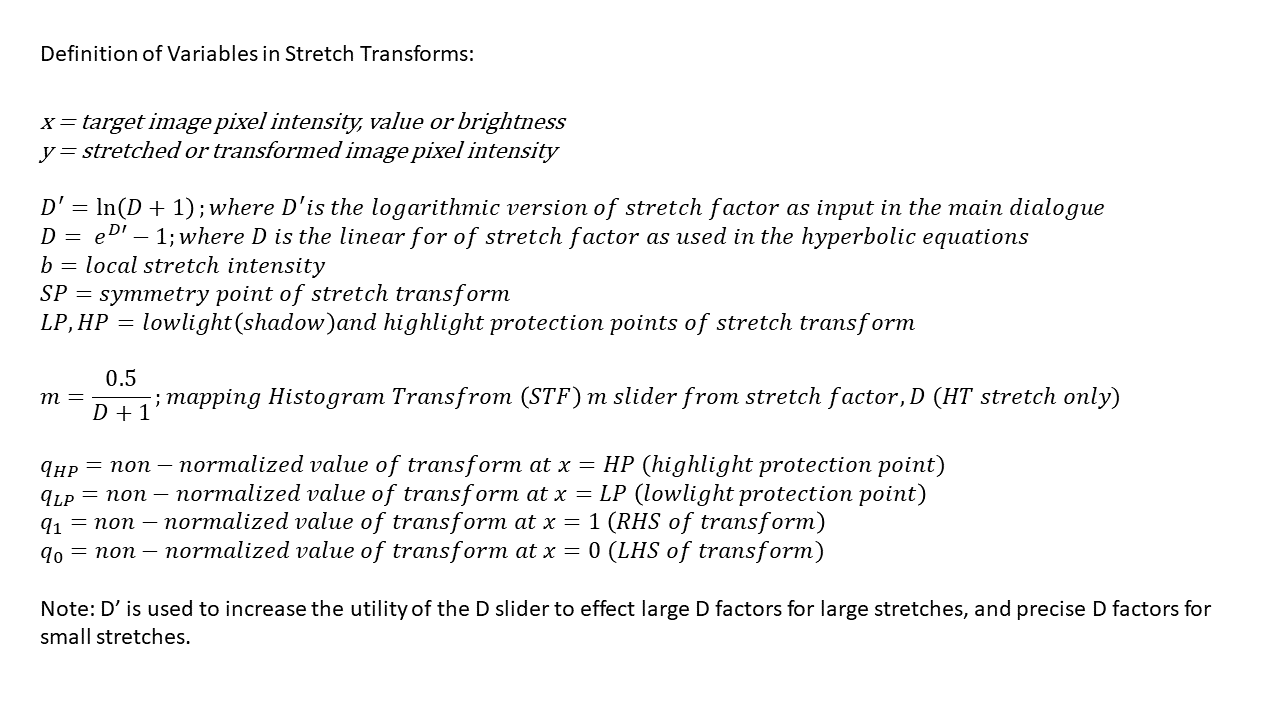 Definition of Variables in Stretch Transforms:
x = target image pixel intensity, value or brightness
y = stretched or transformed image pixel intensity
D′ = ln(D + 1) ; where D′is the logarithmic version of stretch factor as input in the main dialogue
D = e^D′ − 1; where D is the linear for of stretch factor as used in the hyperbolic equations
b = local stretch intensity
SP = symmetry point of stretch transform
LP, HP = lowlight(shadow)and highlight protection points of stretch transform
m = 0.5 / (D + 1) ; mapping Histogram Transfrom (STF) m slider from stretch factor, D (HT stretch only)
q_HP = non − normalized value of transform at x = HP (highlight protection point)
q_LP = non − normalized value of transform at x = LP (lowlight protection point)
q_1 = non − normalized value of transform at x = 1 (RHS of transform)
q_0 = non − normalized value of transform at x = 0 (LHS of transform)
Note: D’ is used to increase the utility of the D slider to effect large D factors for large stretches, and precise D factors for
small stretches.